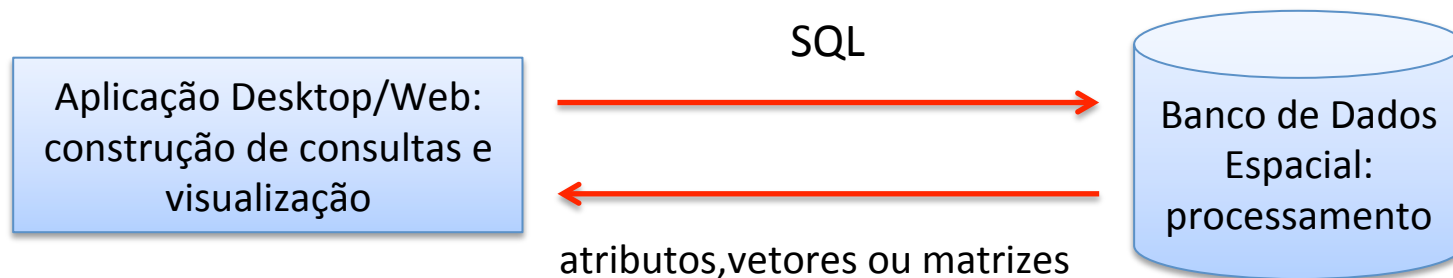 Aplicação Desktop/Web:
construção de consultas e
visualização
SQL
atributos,vetores ou matrizes
Banco de Dados
Espacial:
processamento